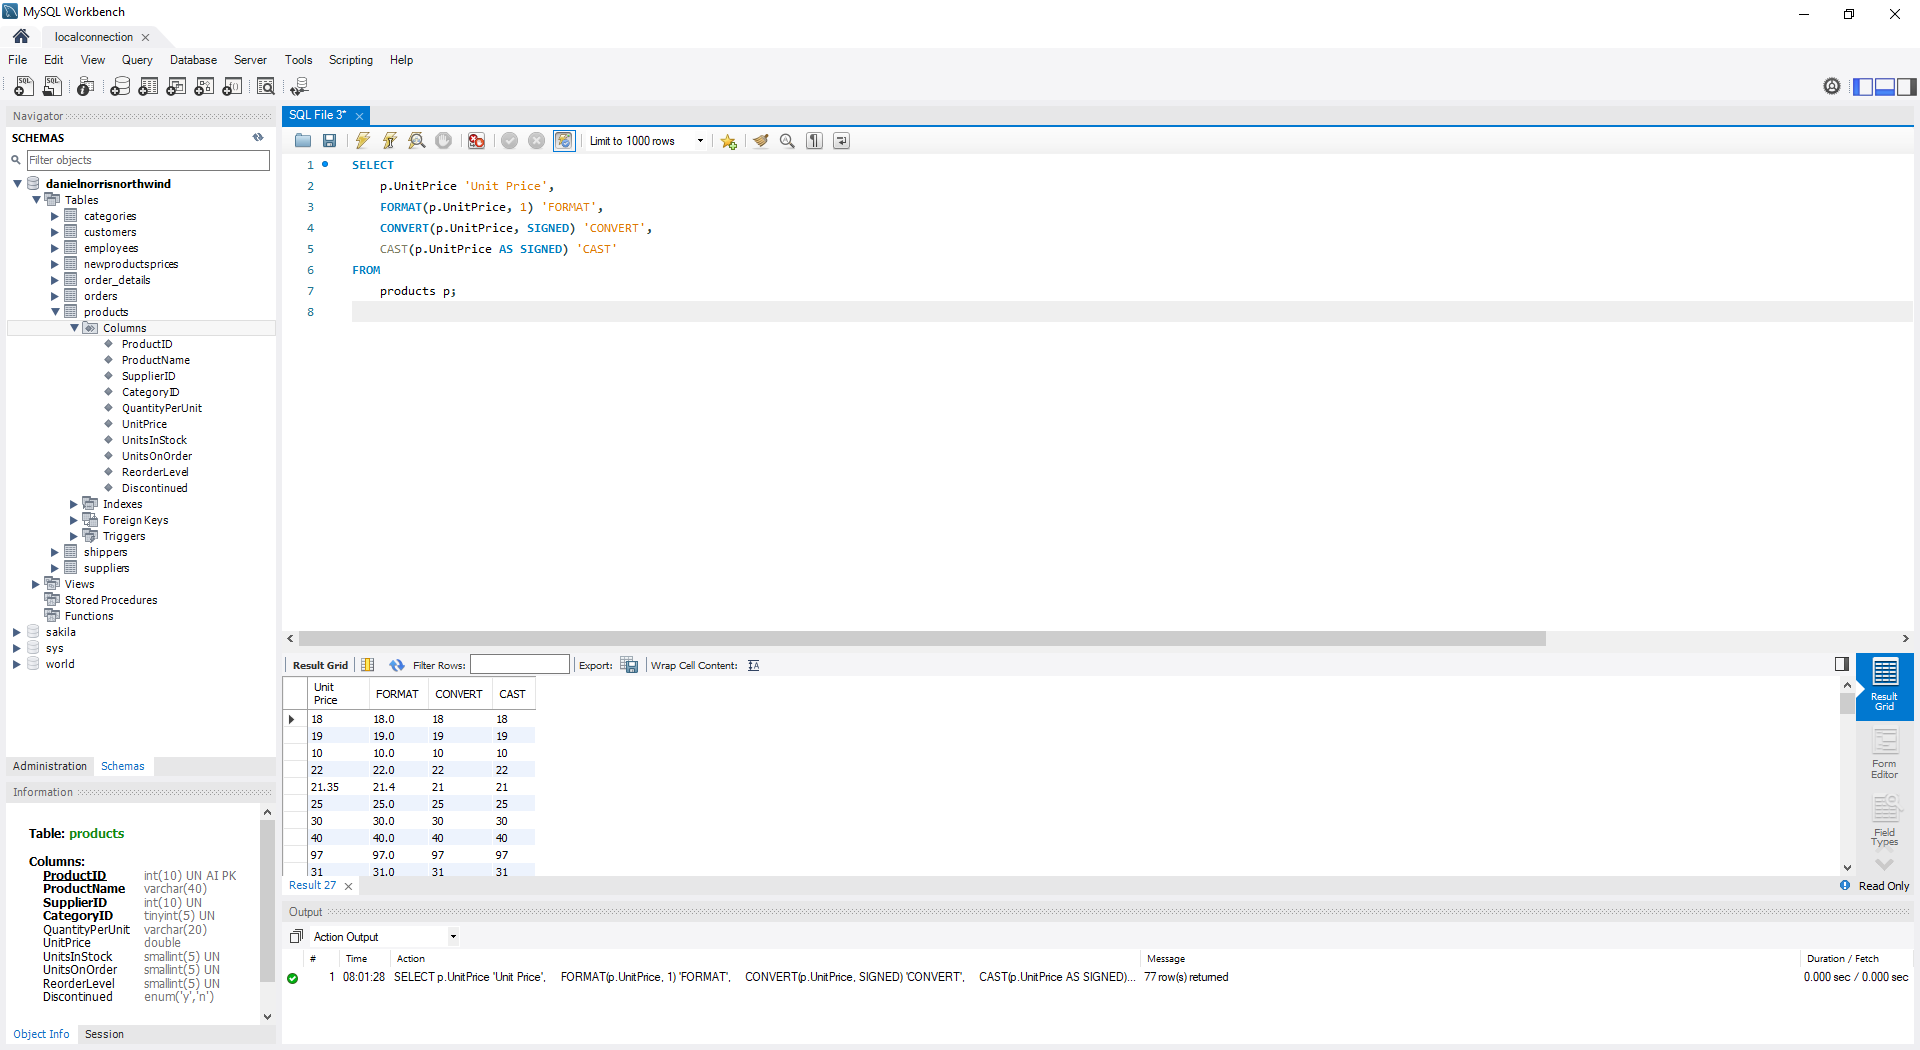 MySQL Workbench
localconnection
File Edit View Query Database Server Tools Scripting Help
Navigator
SCHEMAS
Filter objects
danielnorrisnorthwind
Tables
categories
customers
employees
newproductsprices
order_details
orders
products
Columns
ProductID
ProductName
SupplierID
CategoryID
QuantityPerUnit
UnitPrice
UnitsInStock
UnitsOnOrder
ReorderLevel
Discontinued
Indexes
Foreign Keys
Triggers
shippers
suppliers
Views
Stored Procedures
Functions
sakila
sys
world
Administration Schemas
Information
Table: products
Columns:
ProductID int(10) UN AI PK
ProductName varchar(40)
SupplierID int(10) UN
CategoryID tinyint(5) UN
QuantityPerUnit varchar(20)
UnitPrice double
UnitsInStock smallint(5) UN
UnitsOnOrder smallint(5) UN
ReorderLevel smallint(5) UN
Discontinued enum('y','n')
Object Info Session
SQL File 3*
Limit to 1000 rows
1 SELECT
2 p.UnitPrice 'Unit Price',
3 FORMAT(p.UnitPrice, 1) 'FORMAT',
4 CONVERT(p.UnitPrice, SIGNED) 'CONVERT',
5 CAST(p.UnitPrice AS SIGNED) 'CAST'
6 FROM
7 products p;
8
Result Grid Filter Rows: Export: Wrap Cell Content:
Unit Price FORMAT CONVERT CAST
18 18.0 18 18
19 19.0 19 19
10 10.0 10 10
22 22.0 22 22
21.35 21.4 21 21
25 25.0 25 25
30 30.0 30 30
40 40.0 40 40
97 97.0 97 97
31 31.0 31 31
Result Grid
Form Editor
Field Types
Result 27
Read Only
Output
Action Output
# Time Action Message Duration / Fetch
1 08:01:28 SELECT p.UnitPrice 'Unit Price', FORMAT(p.UnitPrice, 1) 'FORMAT', CONVERT(p.UnitPrice, SIGNED) 'CONVERT', CAST(p.UnitPrice AS SIGNED)... 77 row(s) returned 0.000 sec / 0.000 sec